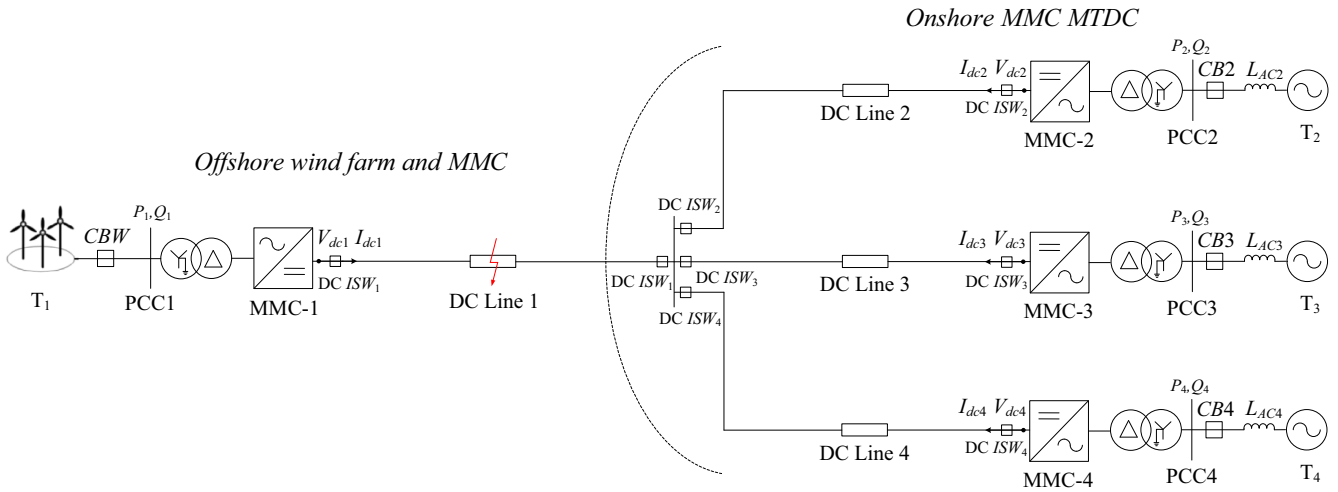 Onshore MMC MTDC
Offshore wind farm and MMC
T1
CBW
P1,Q1
PCC1
MMC-1
Vdc1 Idc1
DC ISW1
DC Line 1
DC ISW1
DC ISW2
DC ISW3
DC ISW4
DC Line 2
Idc2 Vdc2
DC ISW2
MMC-2
P2,Q2
PCC2
CB2
LAC2
T2
DC Line 3
Idc3 Vdc3
DC ISW3
MMC-3
P3,Q3
PCC3
CB3
LAC3
T3
DC Line 4
Idc4 Vdc4
DC ISW4
MMC-4
P4,Q4
PCC4
CB4
LAC4
T4